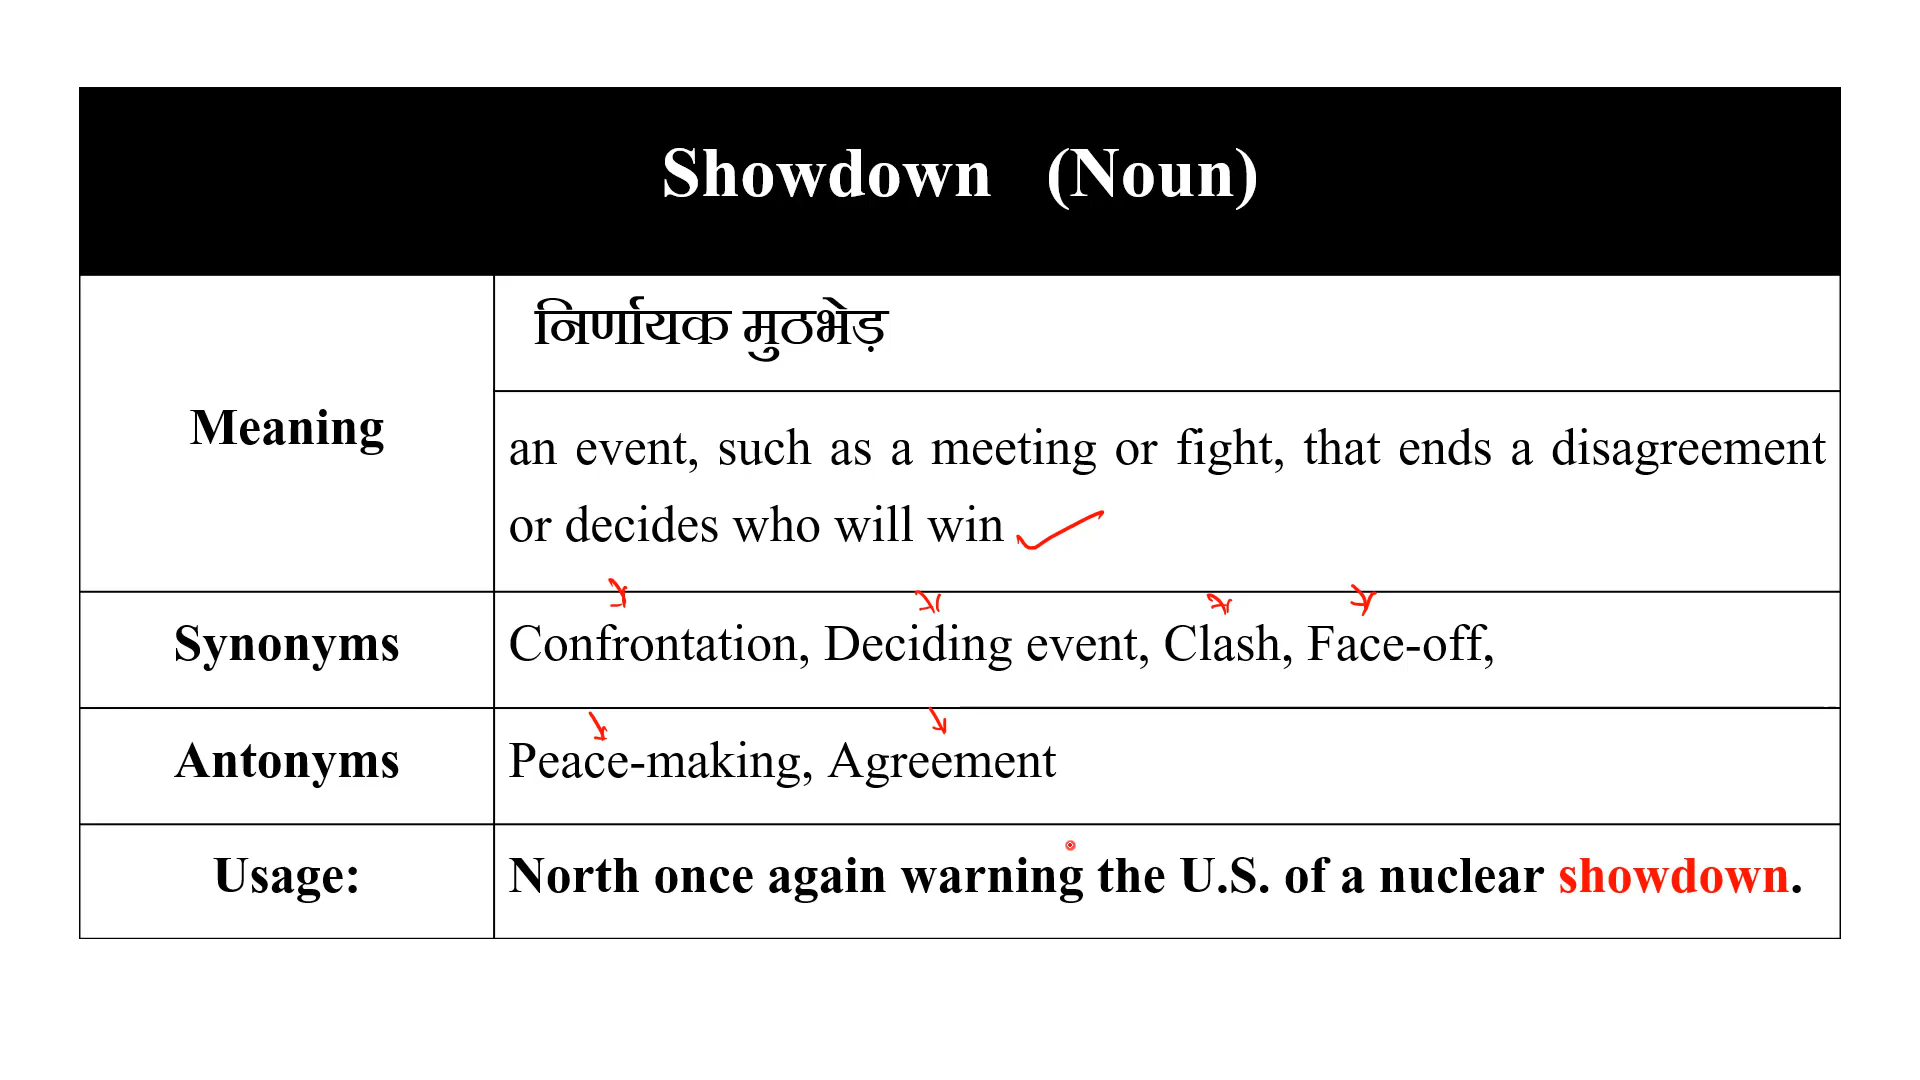 Showdown (Noun)
Meaning
निर्णायक मुठभेड़
an event, such as a meeting or fight, that ends a disagreement
or decides who will win
Synonyms
Confrontation, Deciding event, Clash, Face-off,
Antonyms
Peace-making, Agreement
Usage:
North once again warning the U.S. of a nuclear showdown.